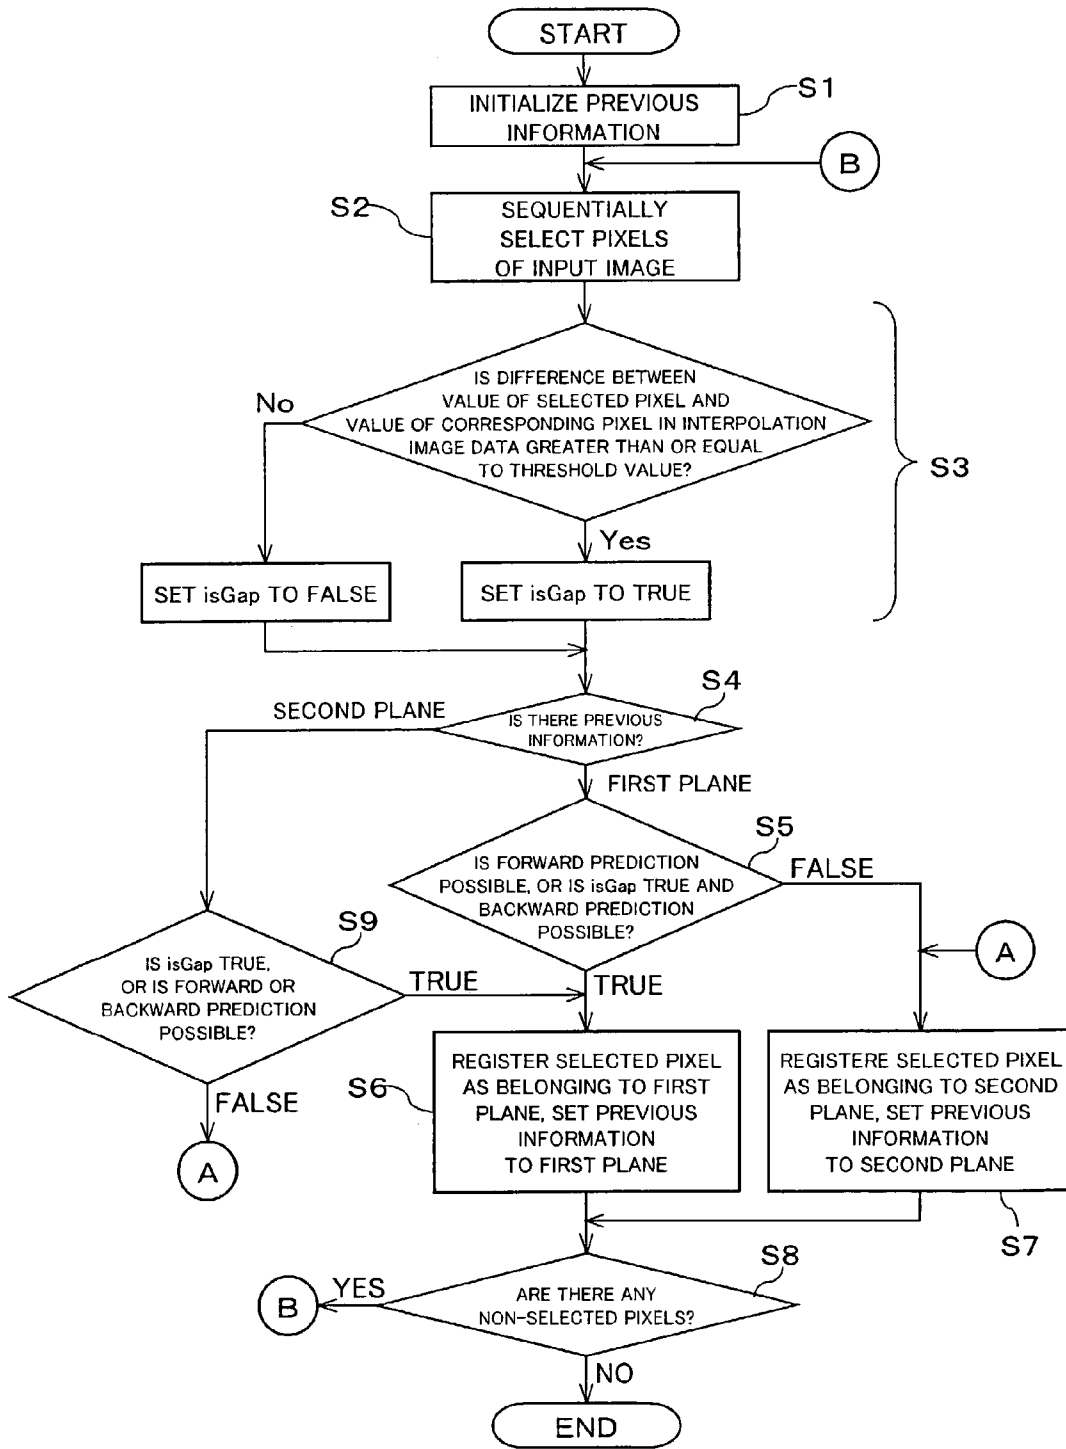 START
INITIALIZE PREVIOUS
INFORMATION
S1
B
S2
SEQUENTIALLY
SELECT PIXELS
OF INPUT IMAGE
IS DIFFERENCE BETWEEN
VALUE OF SELECTED PIXEL AND
VALUE OF CORRESPONDING PIXEL IN INTERPOLATION
IMAGE DATA GREATER THAN OR EQUAL
TO THRESHOLD VALUE?
No
S3
Yes
SET isGap TO FALSE
SET isGap TO TRUE
S4
SECOND PLANE
IS THERE PREVIOUS
INFORMATION?
FIRST PLANE
S5
IS FORWARD PREDICTION
POSSIBLE, OR IS isGap TRUE AND
BACKWARD PREDICTION
POSSIBLE?
FALSE
S9
A
IS isGap TRUE,
OR IS FORWARD OR
BACKWARD PREDICTION
POSSIBLE?
TRUE
TRUE
FALSE
A
S6
REGISTER SELECTED PIXEL
AS BELONGING TO FIRST
PLANE, SET PREVIOUS
INFORMATION
TO FIRST PLANE
REGISTERE SELECTED PIXEL
AS BELONGING TO SECOND
PLANE, SET PREVIOUS
INFORMATION
TO SECOND PLANE
S7
S8
ARE THERE ANY
NON-SELECTED PIXELS?
YES
B
NO
END